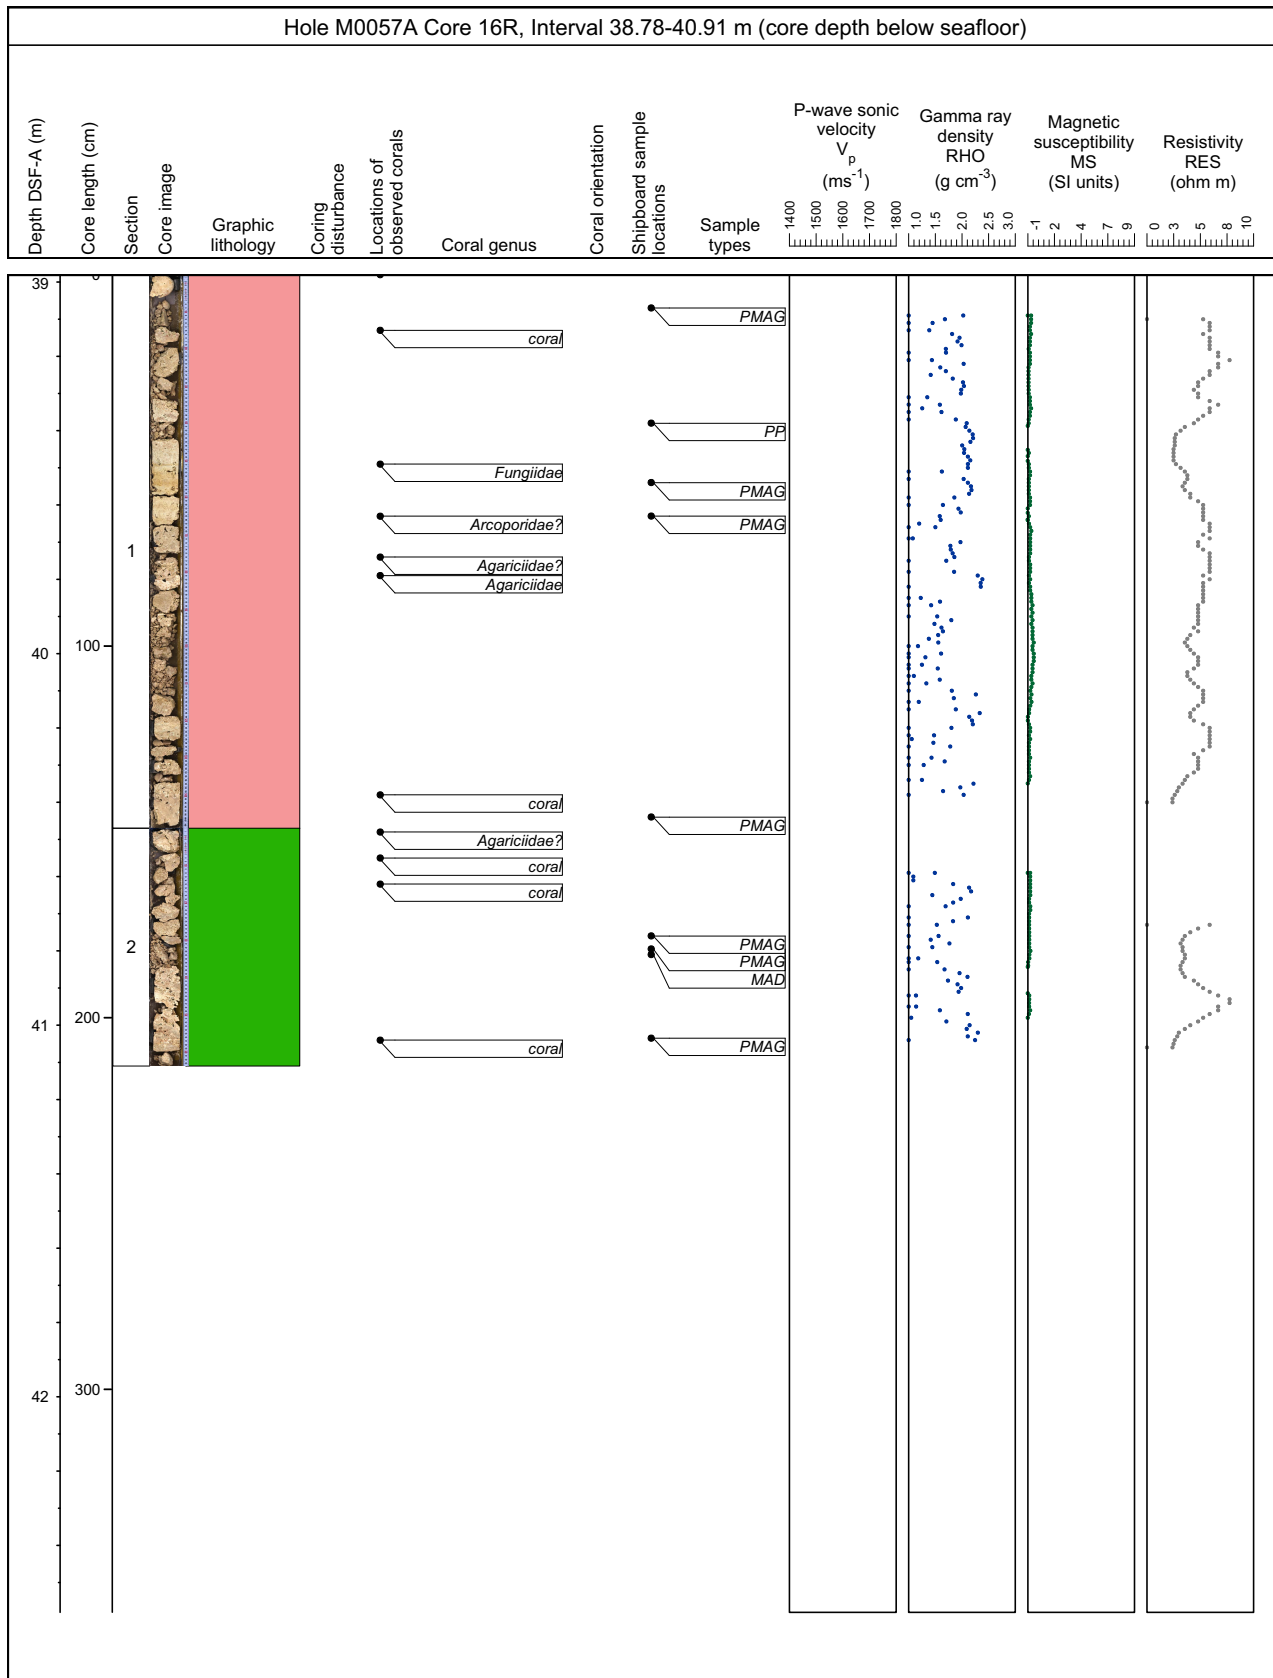 Hole M0057A Core 16R, Interval 38.78-40.91 m (core depth below seafloor)
Depth DSF-A (m)
Core length (cm)
Section
Core image
Graphic
lithology
Coring
disturbance
Locations of
observed corals
Coral genus
Coral orientation
Shipboard sample
locations
Sample
types
P-wave sonic
velocity
Vp
(ms-1)
1400
1500
1600
1700
1800
Gamma ray
density
RHO
(g cm-3)
1.0
1.5
2.0
2.5
3.0
Magnetic
susceptibility
MS
(SI units)
-1
2
4
7
9
Resistivity
RES
(ohm m)
0
3
5
8
10
39
0
PMAG
coral
PP
Fungiidae
PMAG
Arcoporidae?
PMAG
1
Agariciidae?
Agariciidae
40
100
coral
PMAG
Agariciidae?
coral
coral
2
PMAG
PMAG
MAD
41
200
coral
PMAG
42
300